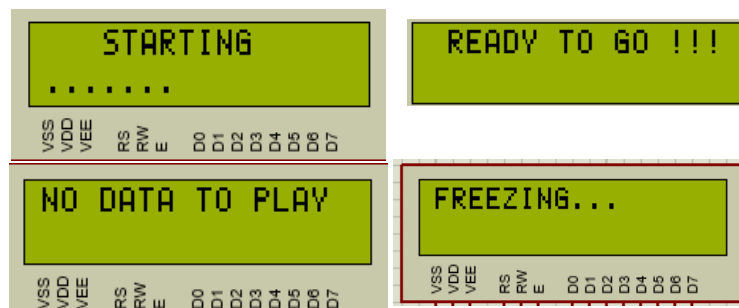 STARTING
.......
VSS VDD VEE RS RW E D0 D1 D2 D3 D4 D5 D6 D7
READY TO GO !!!
NO DATA TO PLAY
VSS VDD VEE RS RW E D0 D1 D2 D3 D4 D5 D6 D7
FREEZING...
VSS VDD VEE RS RW E D0 D1 D2 D3 D4 D5 D6 D7